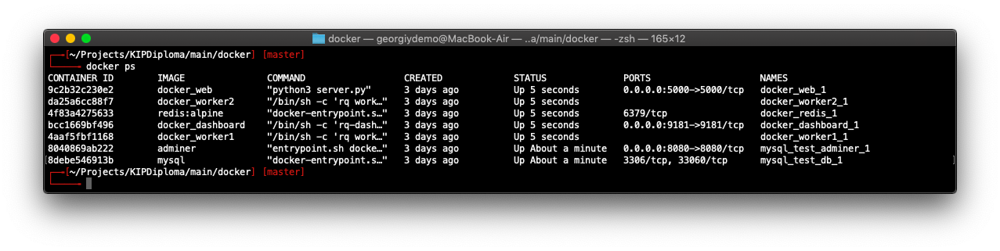 docker — georgiydemo@MacBook-Air — ..a/main/docker — -zsh — 165×12
[~/Projects/KIPDiploma/main/docker] [master]
docker ps
CONTAINER ID IMAGE COMMAND CREATED STATUS PORTS NAMES
9c2b32c230e2 docker_web "python3 server.py" 3 days ago Up 5 seconds 0.0.0.0:5000->5000/tcp docker_web_1
da25a6cc88f7 docker_worker2 "/bin/sh -c 'rq work…" 3 days ago Up 5 seconds docker_worker2_1
4f83a4275633 redis:alpine "docker-entrypoint.s…" 3 days ago Up 5 seconds 6379/tcp docker_redis_1
bcc1669bf496 docker_dashboard "/bin/sh -c 'rq-dash…" 3 days ago Up 5 seconds 0.0.0.0:9181->9181/tcp docker_dashboard_1
4aaf5fbf1168 docker_worker1 "/bin/sh -c 'rq work…" 3 days ago Up 5 seconds docker_worker1_1
8040869ab222 adminer "entrypoint.sh docke…" 3 days ago Up About a minute 0.0.0.0:8080->8080/tcp mysql_test_adminer_1
[8debe546913b mysql "docker-entrypoint.s…" 3 days ago Up About a minute 3306/tcp, 33060/tcp mysql_test_db_1 ]
[~/Projects/KIPDiploma/main/docker] [master]